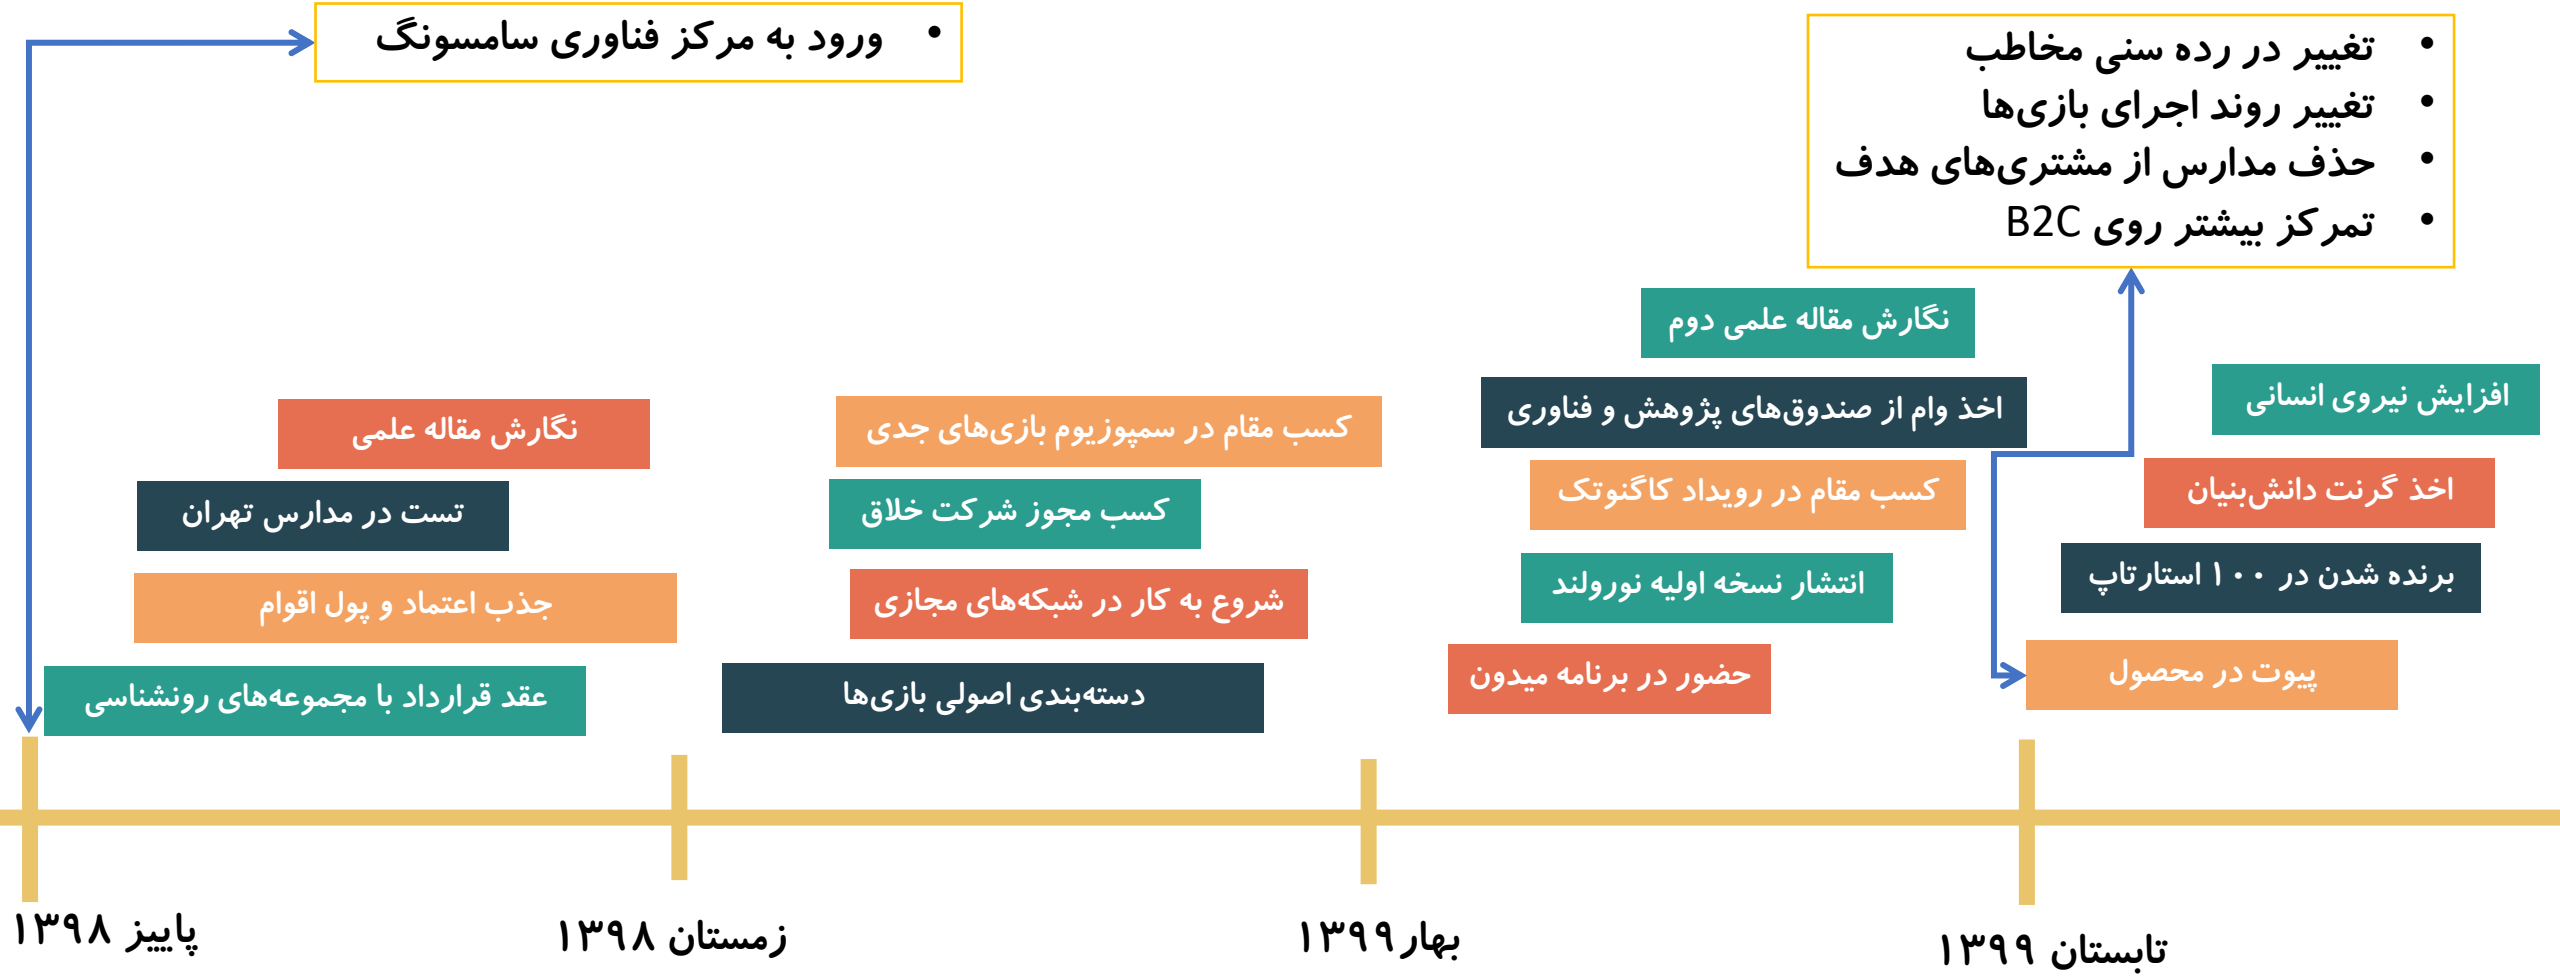 ورود به مرکز فناوری سامسونگ
تغییر در رده سنی مخاطب
تغییر روند اجرای بازی‌ها
حذف مدارس از مشتری‌های هدف
تمرکز بیشتر روی B2C
نگارش مقاله علمی
تست در مدارس تهران
جذب اعتماد و پول اقوام
عقد قرارداد با مجموعه‌های رونشناسی
کسب مقام در سمپوزیوم بازی‌های جدی
کسب مجوز شرکت خلاق
شروع به کار در شبکه‌های مجازی
دسته‌بندی اصولی بازی‌ها
نگارش مقاله علمی دوم
اخذ وام از صندوق‌های پژوهش و فناوری
کسب مقام در رویداد کاگنوتک
انتشار نسخه اولیه نورولند
حضور در برنامه میدون
افزایش نیروی انسانی
اخذ گرنت دانش‌بنیان
برنده شدن در ۱۰۰ استارتاپ
پیوت در محصول
پاییز ۱۳۹۸
زمستان ۱۳۹۸
بهار ۱۳۹۹
تابستان ۱۳۹۹